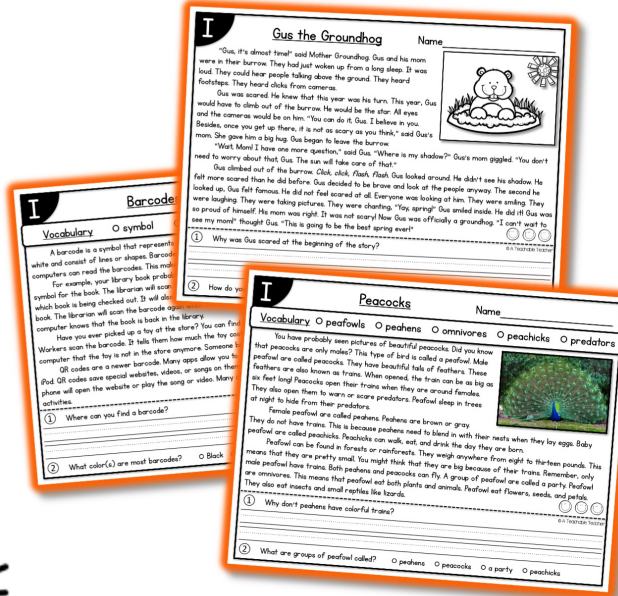 I
Gus the Groundhog
Name
"Gus, it's almost time!" said Mother Groundhog. Gus and his mom
were in their burrow. They had just woken up from a long sleep. It was
loud. They could hear people talking above the ground. They heard
footsteps. They heard clicks from cameras.
Gus was scared. He knew that this year was his turn. This year, Gus
would have to climb out of the burrow. He would be the star. All eyes
and the cameras would be on him. "You can do it, Gus. I believe in you.
Besides, once you get up there, it is not as scary as you think," said Gus's
mom. She gave him a big hug. Gus began to leave the burrow.
"Wait, Mom! I have one more question," said Gus. "Where is my shadow?" Gus's mom giggled. "You don't
need to worry about that, Gus. The sun will take care of that."
Gus climbed out of the burrow. Click, click, flash, flash. Gus looked around. He didn't see his shadow. He
felt more scared than he did before. Gus decided to be brave and look at the people anyway. The second he
looked up, Gus felt famous. He did not feel scared at all. Everyone was looking at him. They were smiling. They
were laughing. They were taking pictures. They were chanting, "Yay, spring!" Gus smiled inside. He did it! Gus was
so proud of himself. His mom was right. It was not scary! Now Gus was officially a groundhog. "I can't wait to
see my mom!" thought Gus. "This is going to be the best spring ever!"
© A Teachable Teacher
1 Why was Gus scared at the beginning of the story?
2 How do yo
I
Barcode
Vocabulary O symbol
A barcode is a symbol that represents
white and consist of lines or shapes. Barcod
computers can read the barcodes. This mak
For example, your library book probab
symbol for the book. The librarian will scan
which book is being checked out. It will als
book. The librarian will scan the barcode aga
computer knows that the book is back in the library.
Have you ever picked up a toy at the store? You can find
Workers scan the barcode. It tells them how much the toy cos
computer that the toy is not in the store anymore. Someone b
QR codes are a newer barcode. Many apps allow you to
iPod. QR codes save special websites, videos, or songs on them
phone will open the website or play the song or video. Many
activities.
1 Where can you find a barcode?
2 What color(s) are most barcodes? O Black
I
Peacocks
Name
Vocabulary O peafowls O peahens O omnivores O peachicks O predators
You have probably seen pictures of beautiful peacocks. Did you know
that peacocks are only males? This type of bird is called a peafowl. Male
peafowl are called peacocks. They have beautiful tails of feathers. These
feathers are also known as trains. When opened, the train can be as big as
six feet long! Peacocks open their trains when they are around females.
They also open them to warn or scare predators. Peafowl sleep in trees
at night to hide from their predators.
Female peafowl are called peahens. Peahens are brown or gray.
They do not have trains. This is because peahens need to blend in with their nests when they lay eggs. Baby
peafowl are called peachicks. Peachicks can walk, eat, and drink the day they are born.
Peafowl can be found in forests or rainforests. They weigh anywhere from eight to thirteen pounds. This
means that they are pretty small. You might think that they are big because of their trains. Remember, only
male peafowl have trains. Both peahens and peacocks can fly. A group of peafowl are called a party. Peafowl
are omnivores. This means that peafowl eat both plants and animals. Peafowl eat flowers, seeds, and petals.
They also eat insects and small reptiles like lizards.
© A Teachable Teacher
1 Why don't peahens have colorful trains?
2 What are groups of peafowl called? O peahens O peacocks O a party O peachicks